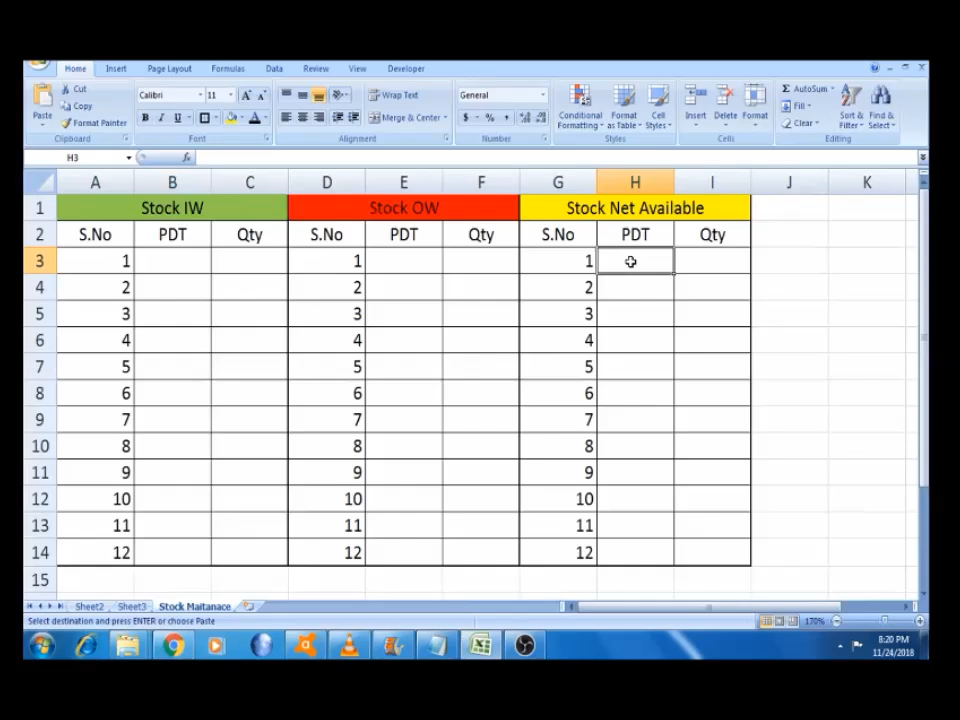 Home Insert Page Layout Formulas Data Review View Developer
Cut
Copy
Format Painter
Paste
Clipboard
Calibri 11
B I U
Font
Wrap Text
Merge & Center
Alignment
General
$ % ,
Number
Conditional Formatting
Format as Table
Cell Styles
Styles
Insert Delete Format
Cells
Σ AutoSum
Fill
Clear
Sort & Filter
Find & Select
Editing
H3 fx
A B C D E F G H I J K
1 Stock IW Stock OW Stock Net Available
2 S.No PDT Qty S.No PDT Qty S.No PDT Qty
3 1 1 1
4 2 2 2
5 3 3 3
6 4 4 4
7 5 5 5
8 6 6 6
9 7 7 7
10 8 8 8
11 9 9 9
12 10 10 10
13 11 11 11
14 12 12 12
15
Sheet2 Sheet3 Stock Maitanace
Select destination and press ENTER or choose Paste 170%
8:20 PM
11/24/2018